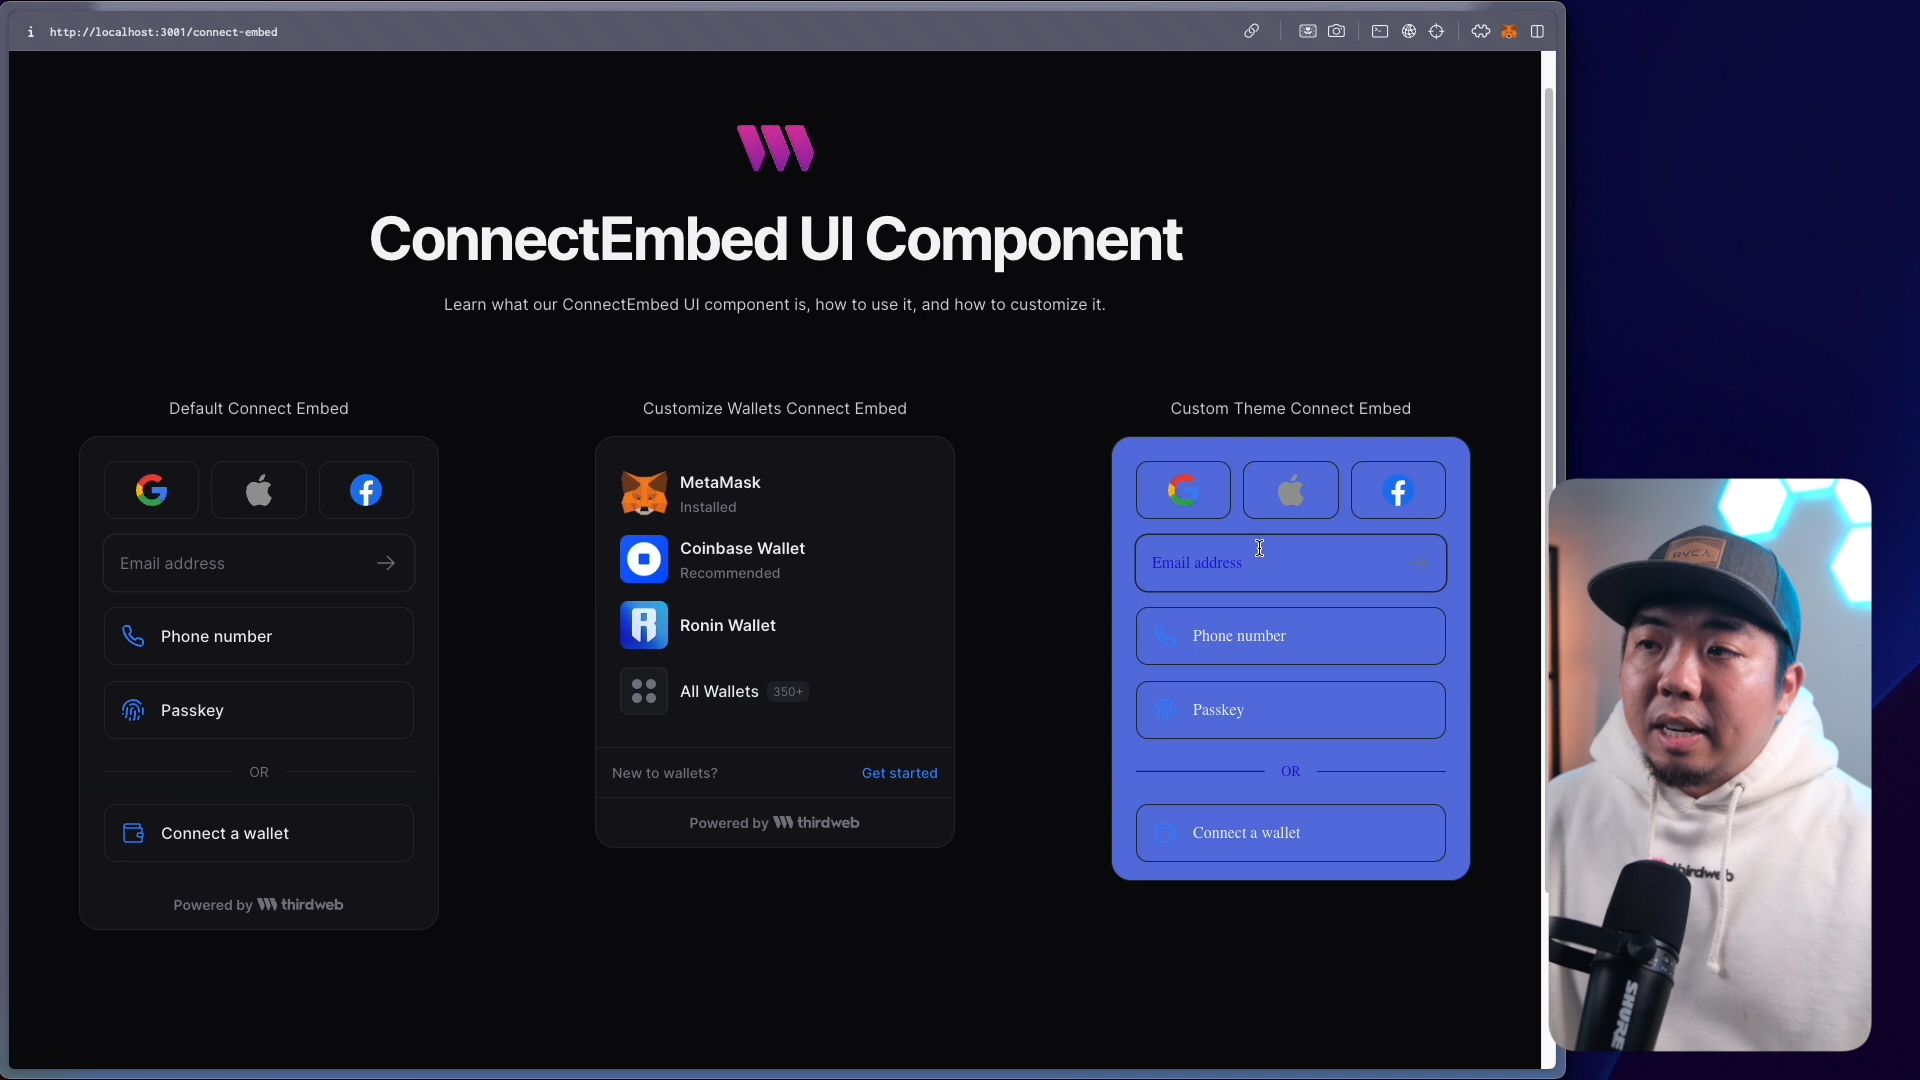 http://localhost:3001/connect-embed
ConnectEmbed UI Component
Learn what our ConnectEmbed UI component is, how to use it, and how to customize it.
Default Connect Embed
Email address
Phone number
Passkey
OR
Connect a wallet
Powered by thirdweb
Customize Wallets Connect Embed
MetaMask
Installed
Coinbase Wallet
Recommended
Ronin Wallet
All Wallets 350+
New to wallets? Get started
Powered by thirdweb
Custom Theme Connect Embed
Email address
Phone number
Passkey
OR
Connect a wallet
RVCA
thirdweb
SHURE